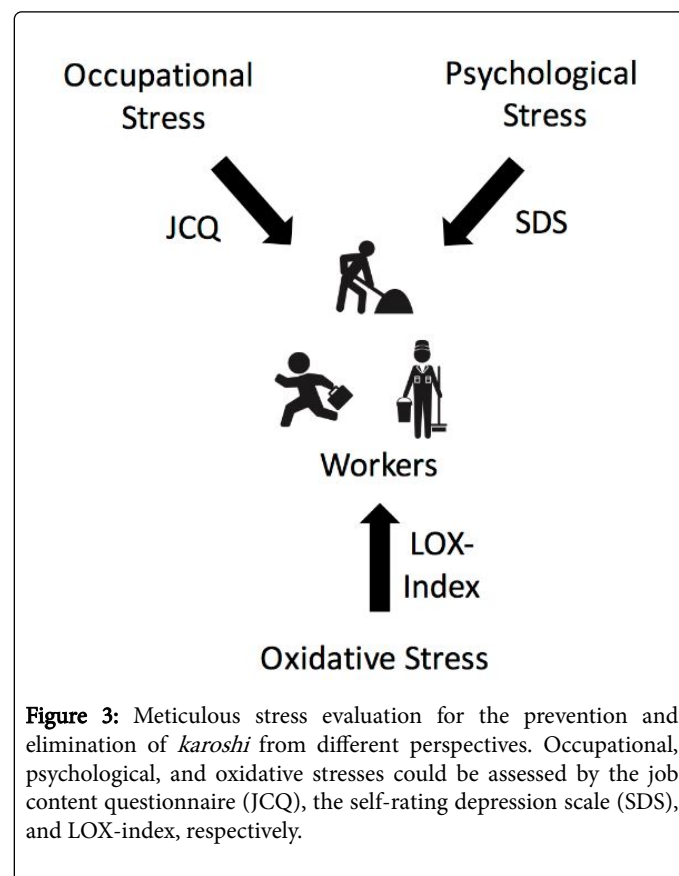 Occupational
Stress
Psychological
Stress
JCQ
SDS
Workers
LOX-
Index
Oxidative Stress
Figure 3: Meticulous stress evaluation for the prevention and
elimination of karoshi from different perspectives. Occupational,
psychological, and oxidative stresses could be assessed by the job
content questionnaire (JCQ), the self-rating depression scale (SDS),
and LOX-index, respectively.